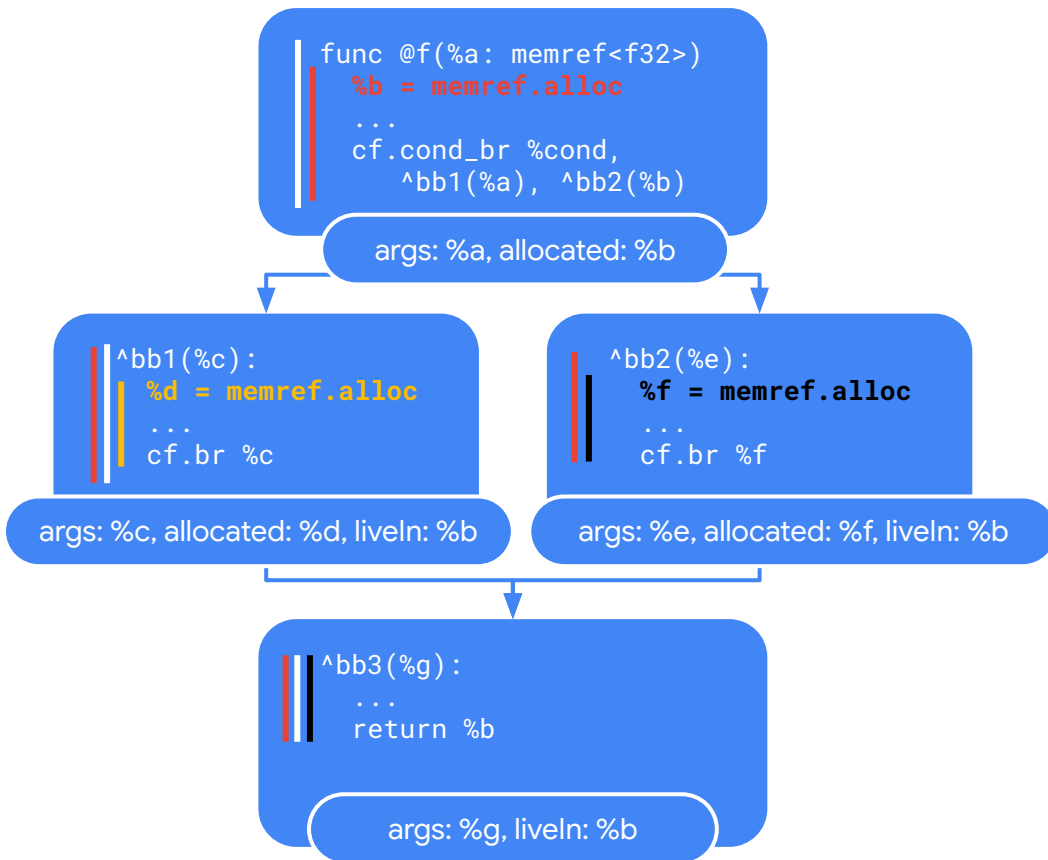 func @f(%a: memref<f32>)
%b = memref.alloc
...
cf.cond_br %cond,
^bb1(%a), ^bb2(%b)
args: %a, allocated: %b
^bb1(%c):
%d = memref.alloc
...
cf.br %c
args: %c, allocated: %d, liveIn: %b
^bb2(%e):
%f = memref.alloc
...
cf.br %f
args: %e, allocated: %f, liveIn: %b
^bb3(%g):
...
return %b
args: %g, liveIn: %b